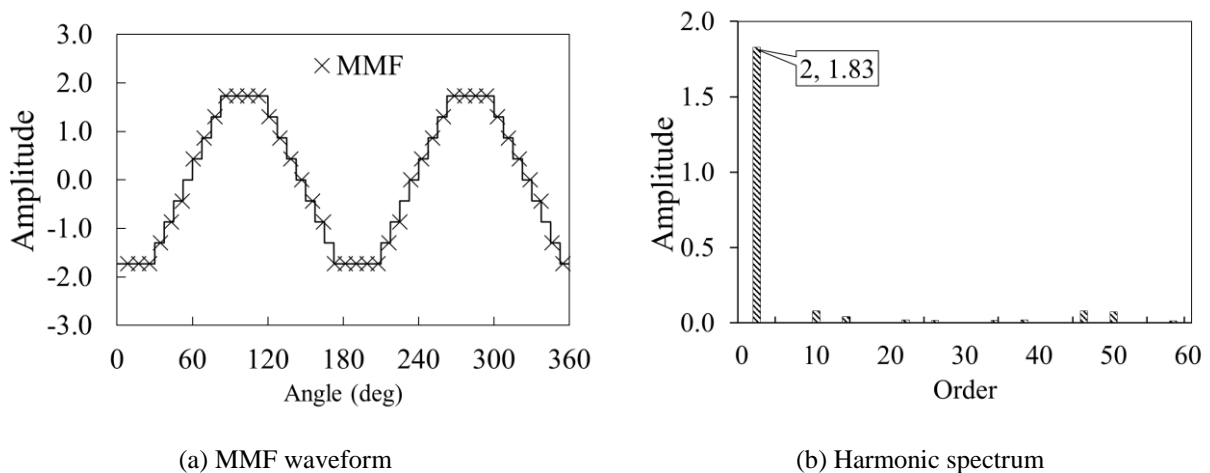 3.0
2.0
1.0
0.0
-1.0
-2.0
-3.0
Amplitude
MMF
0 60 120 180 240 300 360
Angle (deg)
(a) MMF waveform
2.0
1.5
1.0
0.5
0.0
Amplitude
2, 1.83
0 10 20 30 40 50 60
Order
(b) Harmonic spectrum